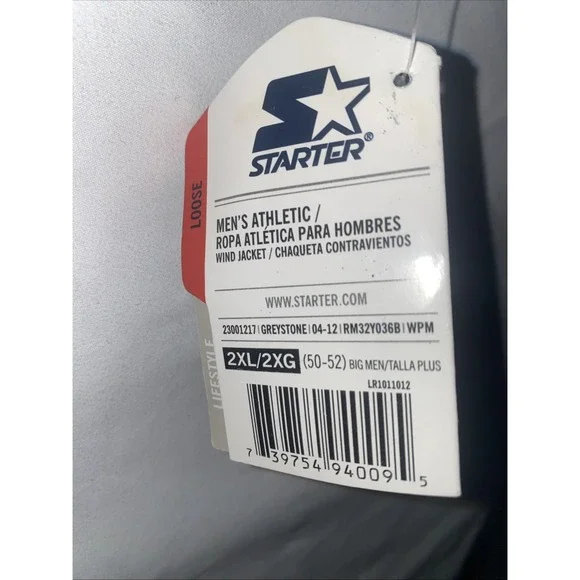 STARTER®
LOOSE
MEN'S ATHLETIC /
ROPA ATLÉTICA PARA HOMBRES
WIND JACKET / CHAQUETA CONTRAVIENTOS
WWW.STARTER.COM
23001217 | GREYSTONE | 04-12 | RM32Y036B | WPM
LIFESTYLE
2XL/2XG (50-52) BIG MEN/TALLA PLUS
LR1011012
7 39754 94009 5